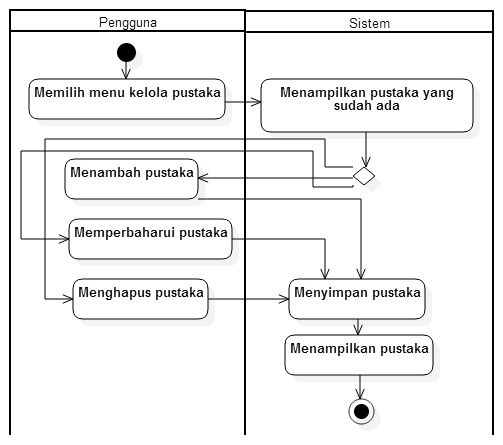 Pengguna
Sistem
Memilih menu kelola pustaka
Menampilkan pustaka yang
sudah ada
Menambah pustaka
Memperbaharui pustaka
Menghapus pustaka
Menyimpan pustaka
Menampilkan pustaka